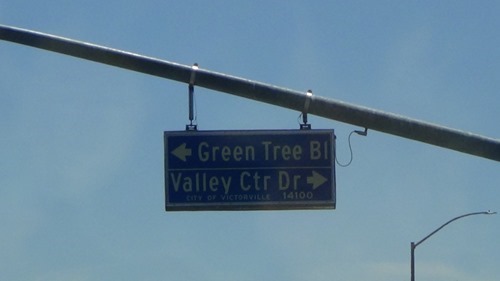 Green Tree Bl
Valley Ctr Dr
CITY OF VICTORVILLE 14100